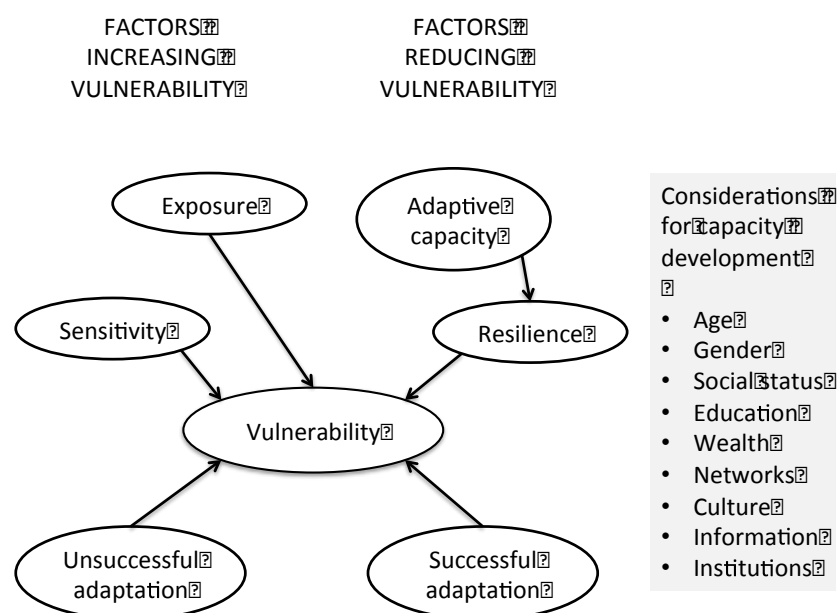 FACTORS
INCREASING
VULNERABILITY
FACTORS
REDUCING
VULNERABILITY
Exposure
Adaptive
capacity
Sensitivity
Resilience
Vulnerability
Unsuccessful
adaptation
Successful
adaptation
Considerations
for capacity
development
• Age
• Gender
• Social status
• Education
• Wealth
• Networks
• Culture
• Information
• Institutions